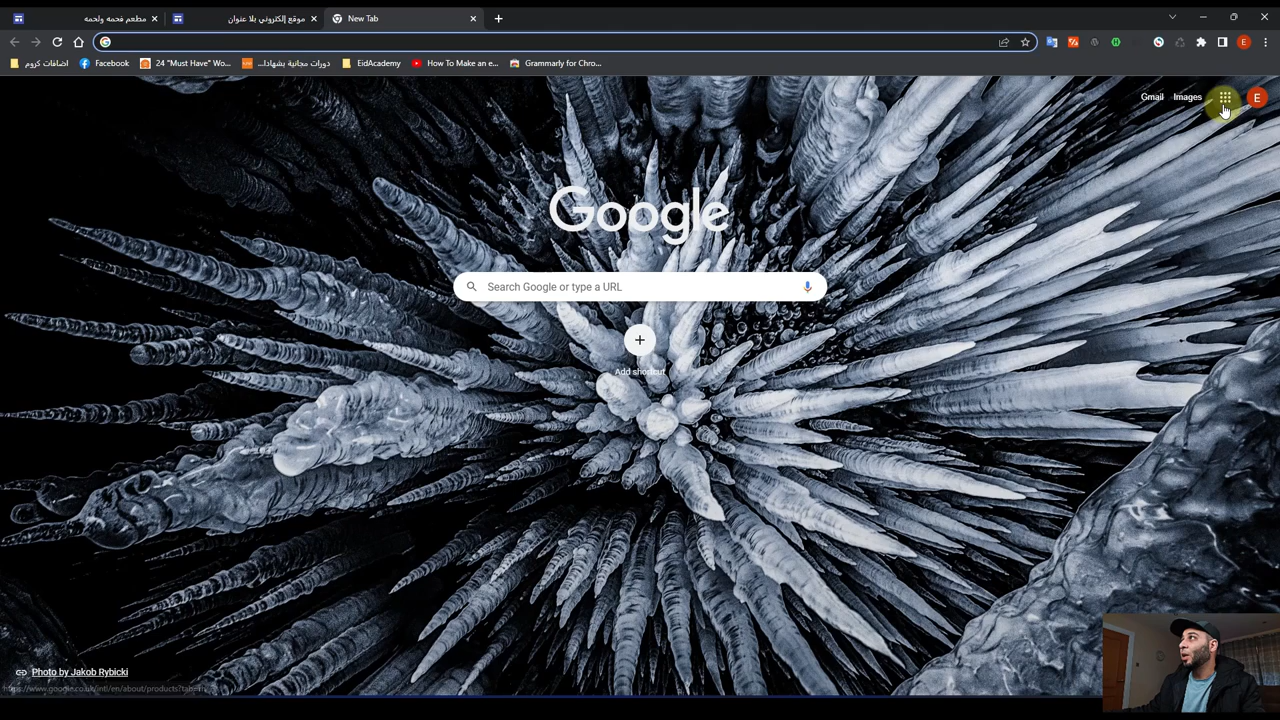 مطعم فحمه ولحمه
موقع إلكتروني بلا عنوان
New Tab
اضافات كروم
Facebook
24 "Must Have" Wo...
دورات مجانية بشهادا...
EidAcademy
How To Make an e...
Grammarly for Chro...
E
Gmail
Images
E
Google
Search Google or type a URL
Add shortcut
Photo by Jakob Rybicki